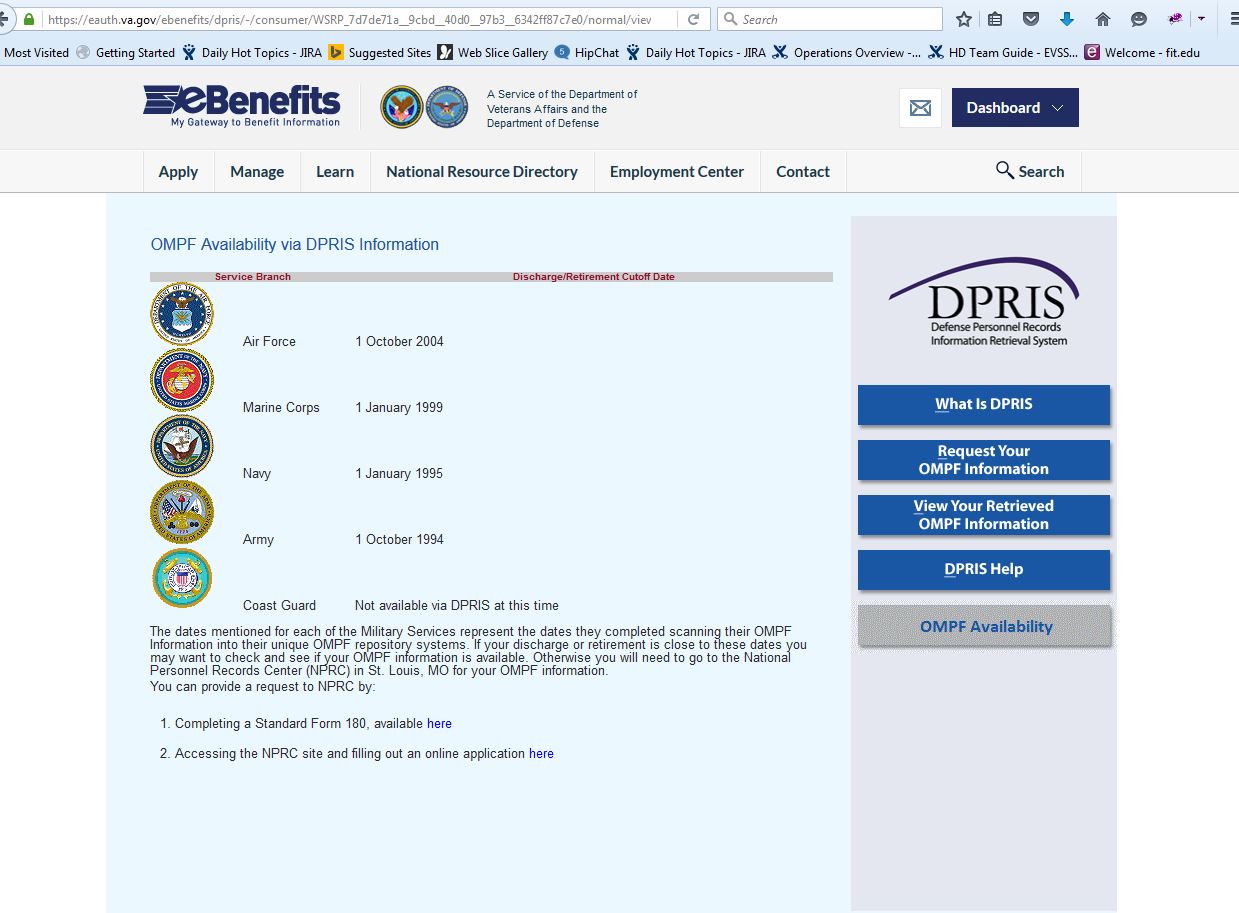 https://eauth.va.gov/ebenefits/dpris/-/consumer/WSRP_7d7de71a_9cbd_40d0_97b3_6342ff87c7e0/normal/view
Search
Most Visited Getting Started Daily Hot Topics - JIRA Suggested Sites Web Slice Gallery HipChat Daily Hot Topics - JIRA Operations Overview -... HD Team Guide - EVSS... Welcome - fit.edu
eBenefits
My Gateway to Benefit Information
A Service of the Department of
Veterans Affairs and the
Department of Defense
Dashboard
Apply Manage Learn National Resource Directory Employment Center Contact Search
OMPF Availability via DPRIS Information
Service Branch Discharge/Retirement Cutoff Date
Air Force 1 October 2004
Marine Corps 1 January 1999
Navy 1 January 1995
Army 1 October 1994
Coast Guard Not available via DPRIS at this time
The dates mentioned for each of the Military Services represent the dates they completed scanning their OMPF
Information into their unique OMPF repository systems. If your discharge or retirement is close to these dates you
may want to check and see if your OMPF information is available. Otherwise you will need to go to the National
Personnel Records Center (NPRC) in St. Louis, MO for your OMPF information.
You can provide a request to NPRC by:
1. Completing a Standard Form 180, available here
2. Accessing the NPRC site and filling out an online application here
DPRIS
Defense Personnel Records
Information Retrieval System
What Is DPRIS
Request Your
OMPF Information
View Your Retrieved
OMPF Information
DPRIS Help
OMPF Availability